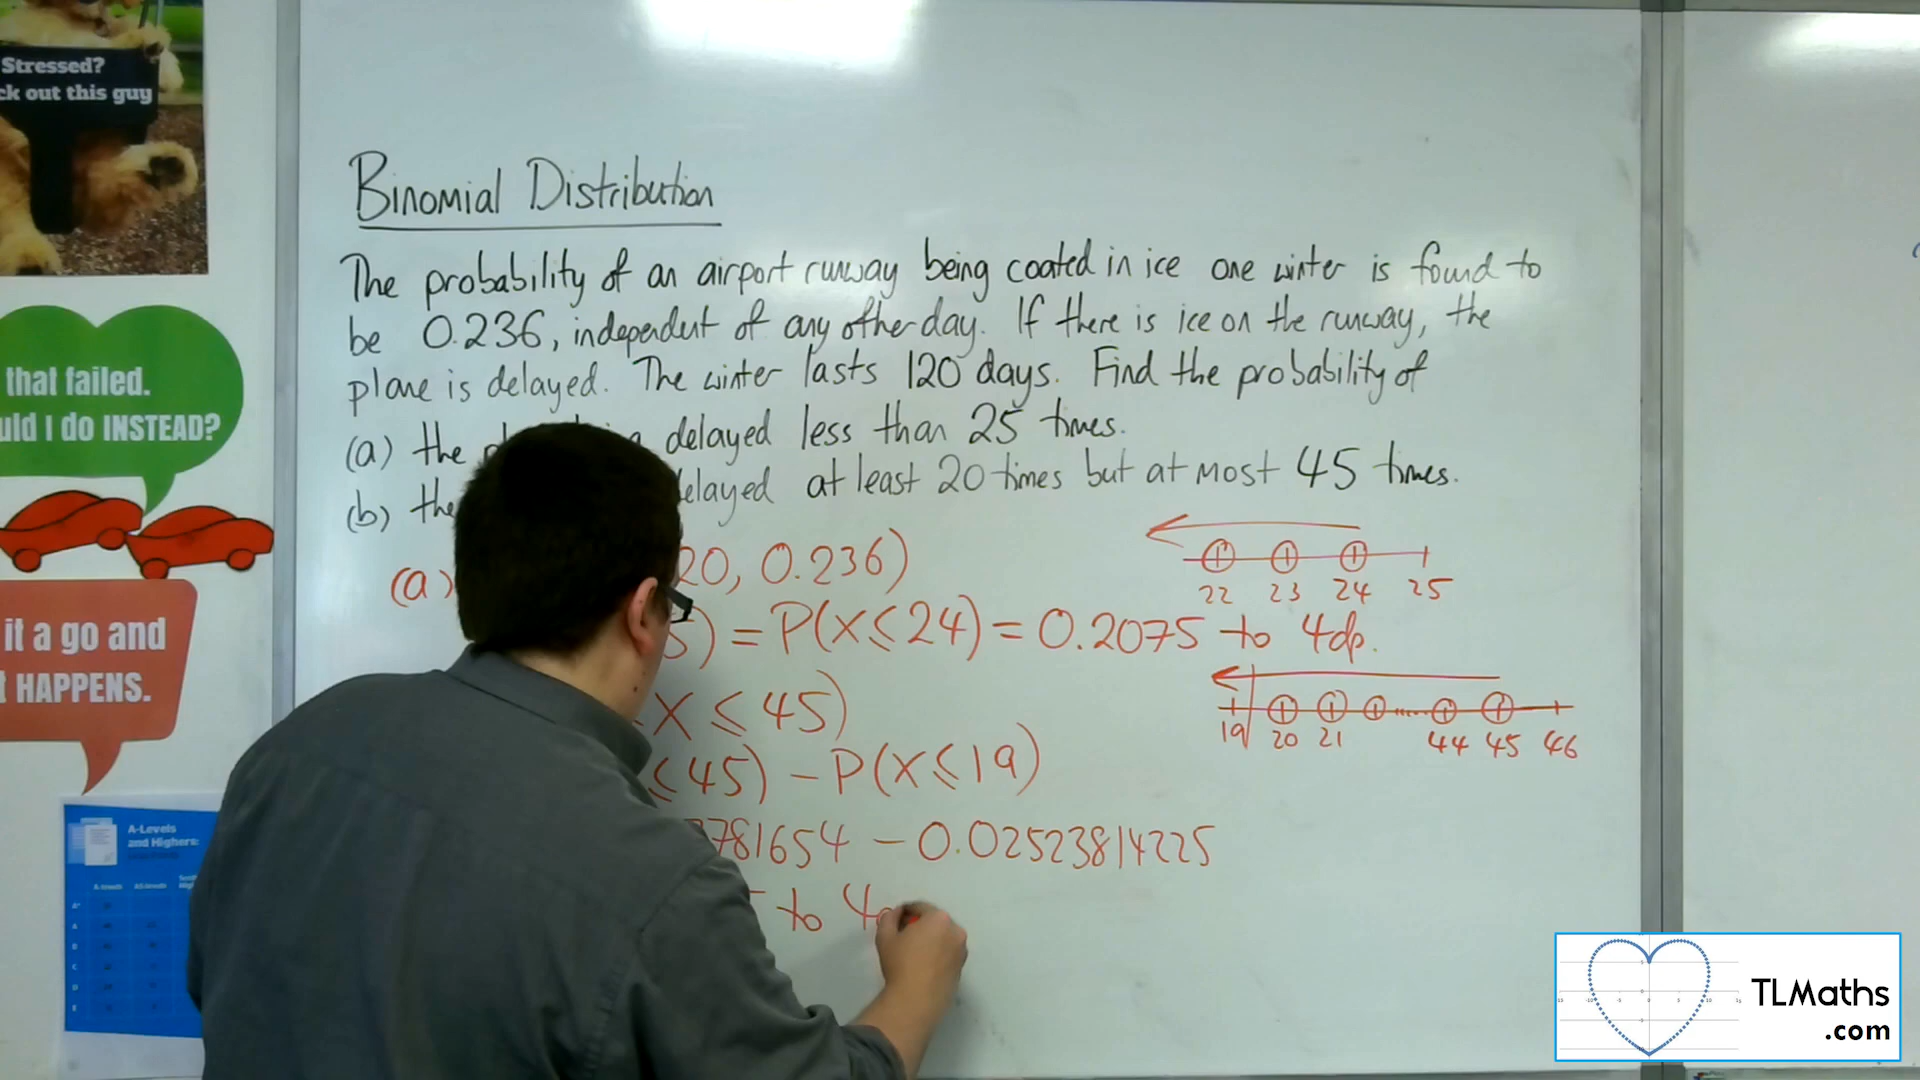 Stressed?
ck out this guy
that failed.
uld I do INSTEAD?
it a go and
HAPPENS.
A-Levels
and Highers:
Binomial Distribution
The probability of an airport runway being coated in ice one winter is found to
be 0.236, independent of any other day. If there is ice on the runway, the
plane is delayed. The winter lasts 120 days. Find the probability of
(a) the delayed less than 25 times.
(b) the elayed at least 20 times but at most 45 times.
(a) 20, 0.236)
22 23 24 25
5) = P(X ≤ 24) = 0.2075 to 4dp.
X ≤ 45)
19 20 21 44 45 46
≤ 45) - P(X ≤ 19)
781654 - 0.02523814225
to 4
TLMaths
.com